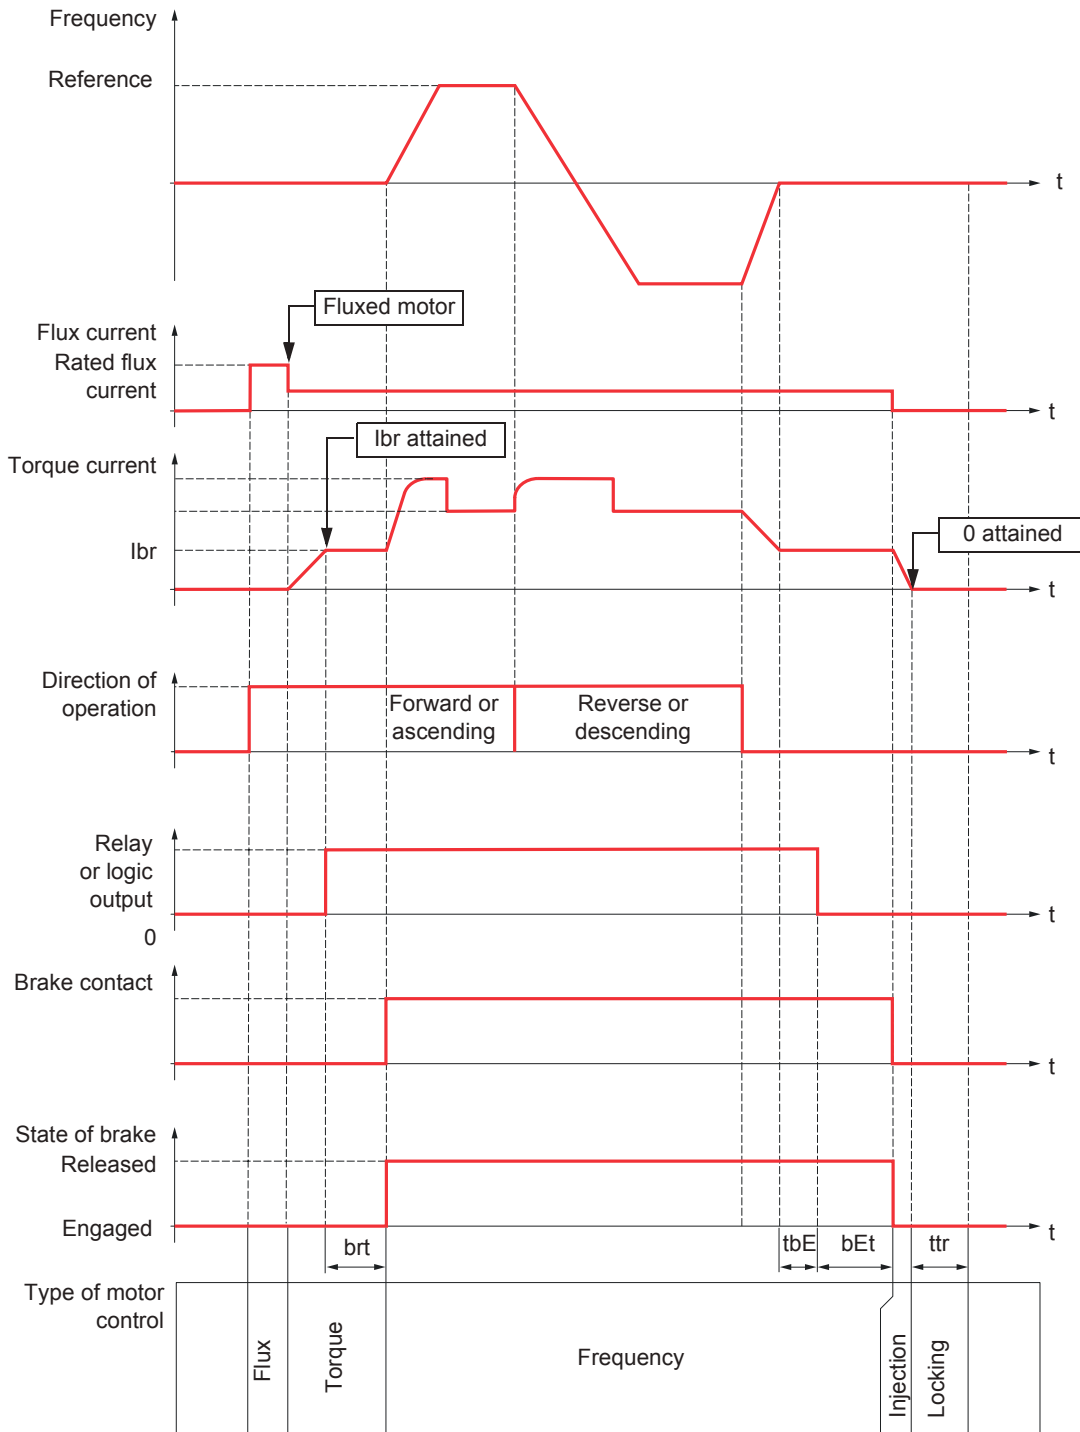 Frequency
Reference
t
Fluxed motor
Flux current
Rated flux
current
t
Ibr attained
Torque current
0 attained
Ibr
t
Direction of
operation
Forward or
ascending
Reverse or
descending
t
Relay
or logic
output
0
t
Brake contact
t
State of brake
Released
Engaged
t
brt
tbE
bEt
ttr
Type of motor
control
Flux
Torque
Frequency
Injection
Locking